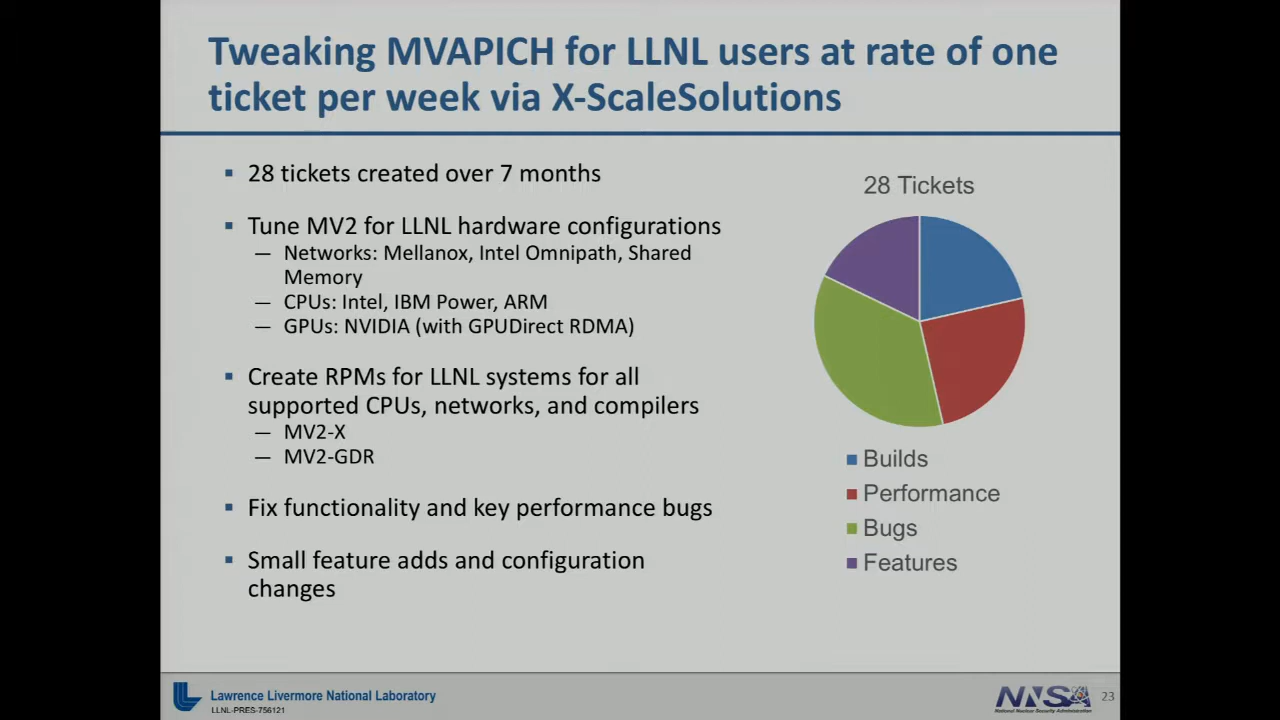 Tweaking MVAPICH for LLNL users at rate of one
ticket per week via X-ScaleSolutions
▪ 28 tickets created over 7 months
▪ Tune MV2 for LLNL hardware configurations
— Networks: Mellanox, Intel Omnipath, Shared
Memory
— CPUs: Intel, IBM Power, ARM
— GPUs: NVIDIA (with GPUDirect RDMA)
▪ Create RPMs for LLNL systems for all
supported CPUs, networks, and compilers
— MV2-X
— MV2-GDR
▪ Fix functionality and key performance bugs
▪ Small feature adds and configuration
changes
28 Tickets
Builds
Performance
Bugs
Features
Lawrence Livermore National Laboratory
LLNL-PRES-756121
NNSA
National Nuclear Security Administration
23